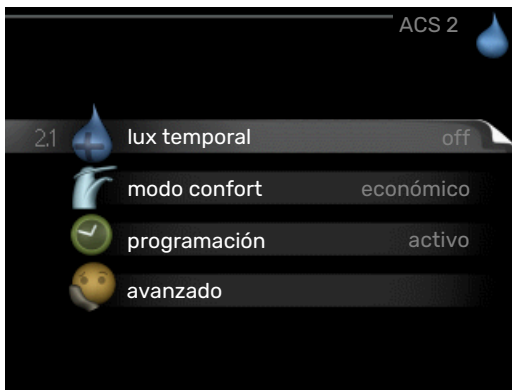 ACS 2
2.1 lux temporal off
modo confort económico
programación activo
avanzado